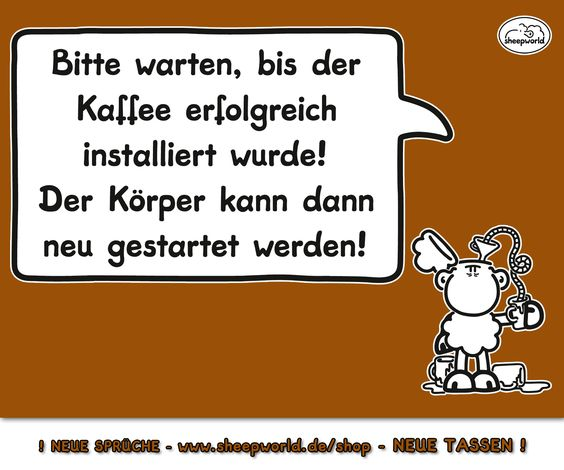 sheepworld
Bitte warten, bis der
Kaffee erfolgreich
installiert wurde!
Der Körper kann dann
neu gestartet werden!
! NEUE SPRÜCHE - www.sheepworld.de/shop - NEUE TASSEN !